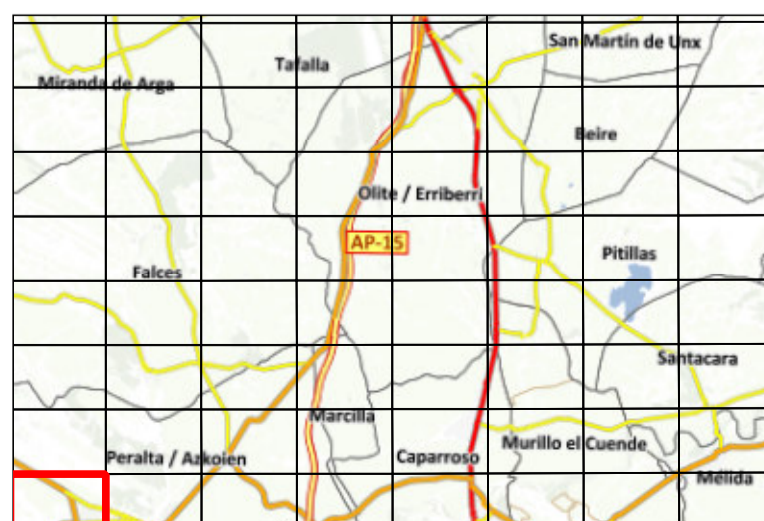 San Martín de Unx
Tafalla
Miranda de Arga
Beire
Olite / Erriberri
AP-15
Pitillas
Falces
Santacara
Marcilla
Murillo el Cuende
Peralta / Azkoien
Caparroso
Mélida